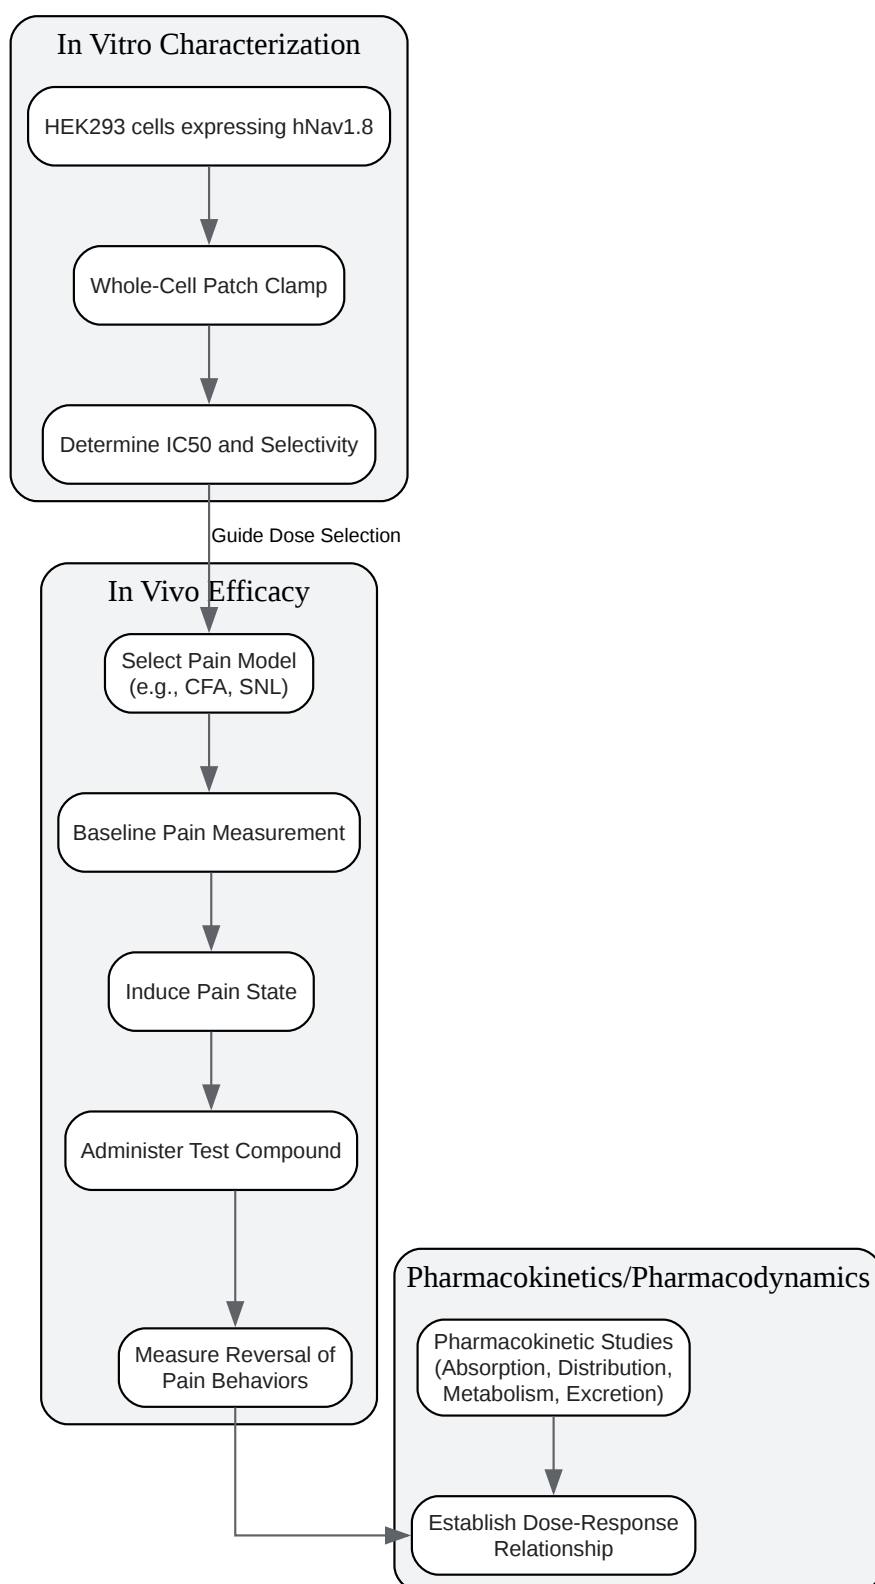 In Vitro Characterization
HEK293 cells expressing hNav1.8
Whole-Cell Patch Clamp
Determine IC50 and Selectivity
Guide Dose Selection
In Vivo Efficacy
Select Pain Model
(e.g., CFA, SNL)
Baseline Pain Measurement
Induce Pain State
Administer Test Compound
Measure Reversal of
Pain Behaviors
Pharmacokinetics/Pharmacodynamics
Pharmacokinetic Studies
(Absorption, Distribution,
Metabolism, Excretion)
Establish Dose-Response
Relationship